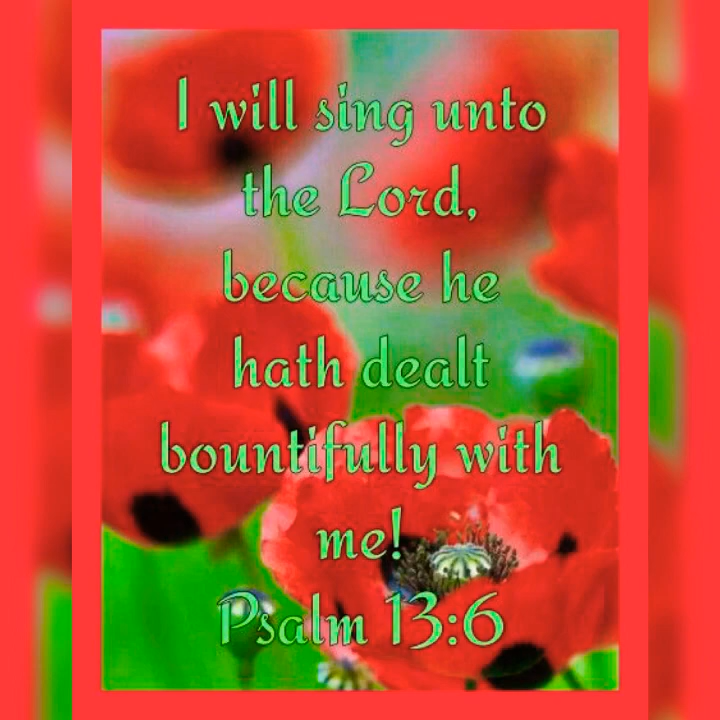 I will sing unto
the Lord,
because he
hath dealt
bountifully with
me!
Psalm 13:6